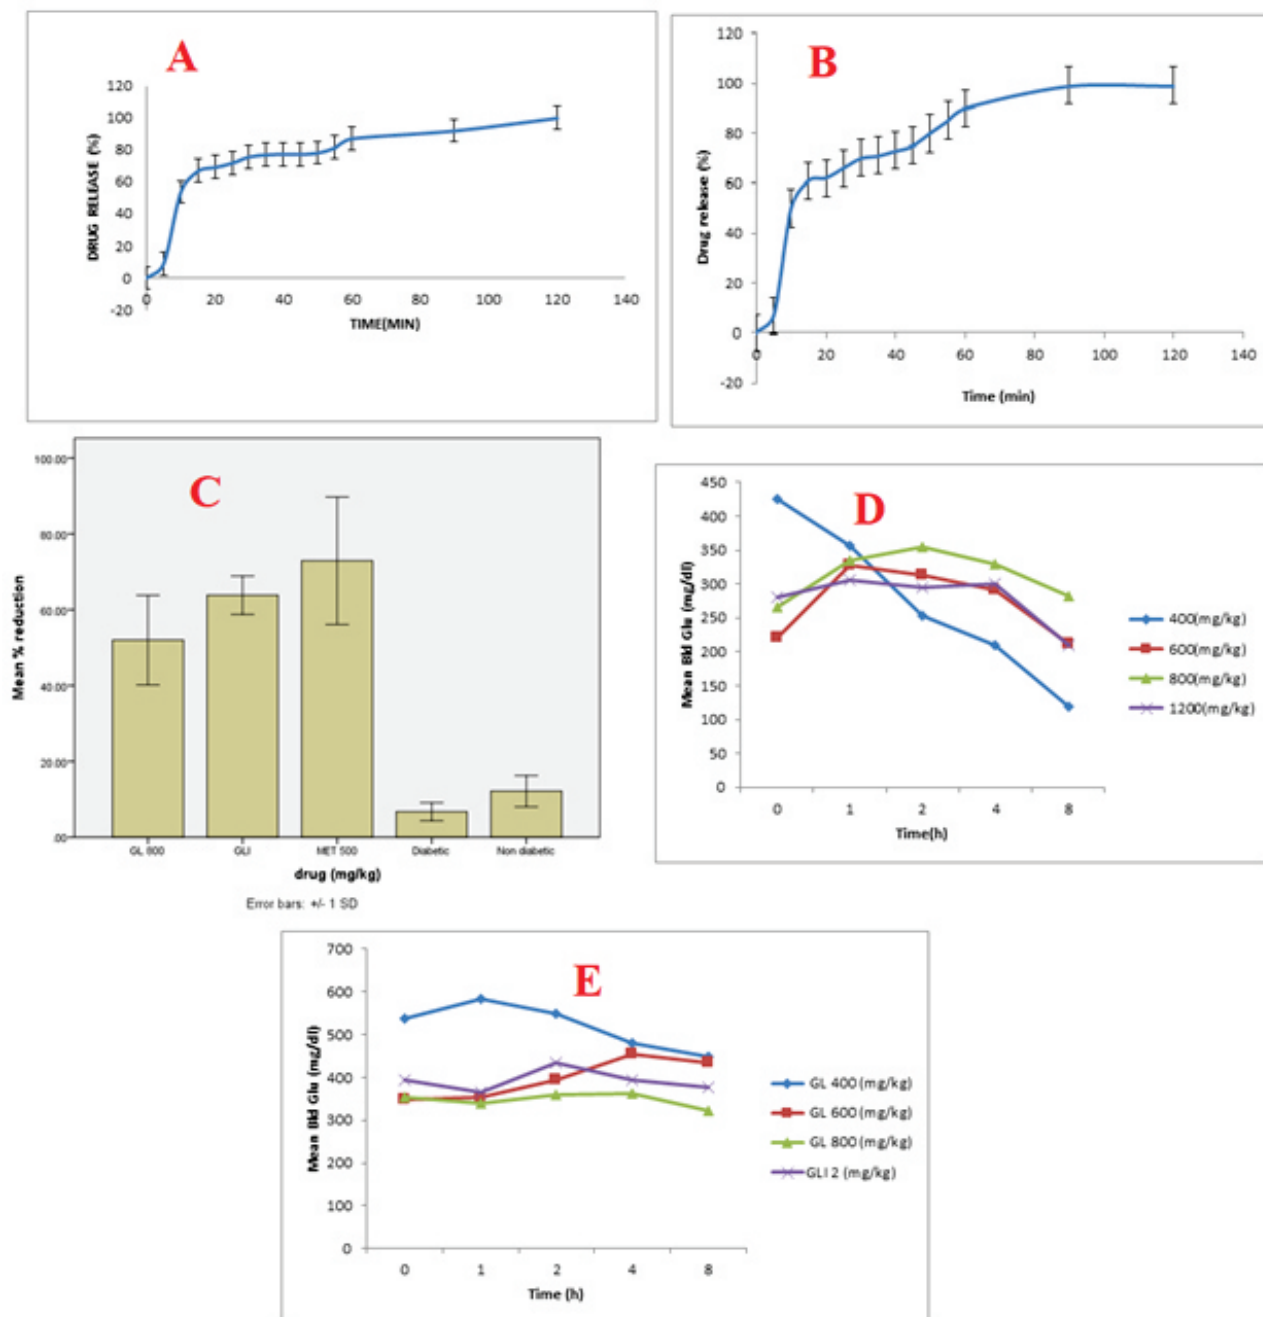 A
DRUG RELEASE (%)
120
100
80
60
40
20
0
-20
0
20
40
60
80
100
120
140
TIME(MIN)
B
Drug release (%)
120
100
80
60
40
20
0
-20
0
20
40
60
80
100
120
140
Time (min)
C
Mean % reduction
100.00
80.00
60.00
40.00
20.00
.00
GL 800
GLI
MET 500
Diabetic
Non diabetic
drug (mg/kg)
Error bars: +/- 1 SD
D
Mean Bld Glu (mg/dl)
450
400
350
300
250
200
150
100
50
0
0
1
2
4
8
Time(h)
400(mg/kg)
600(mg/kg)
800(mg/kg)
1200(mg/kg)
E
Mean Bld Glu (mg/dl)
700
600
500
400
300
200
100
0
0
1
2
4
8
Time (h)
GL 400 (mg/kg)
GL 600 (mg/kg)
GL 800 (mg/kg)
GLI 2 (mg/kg)